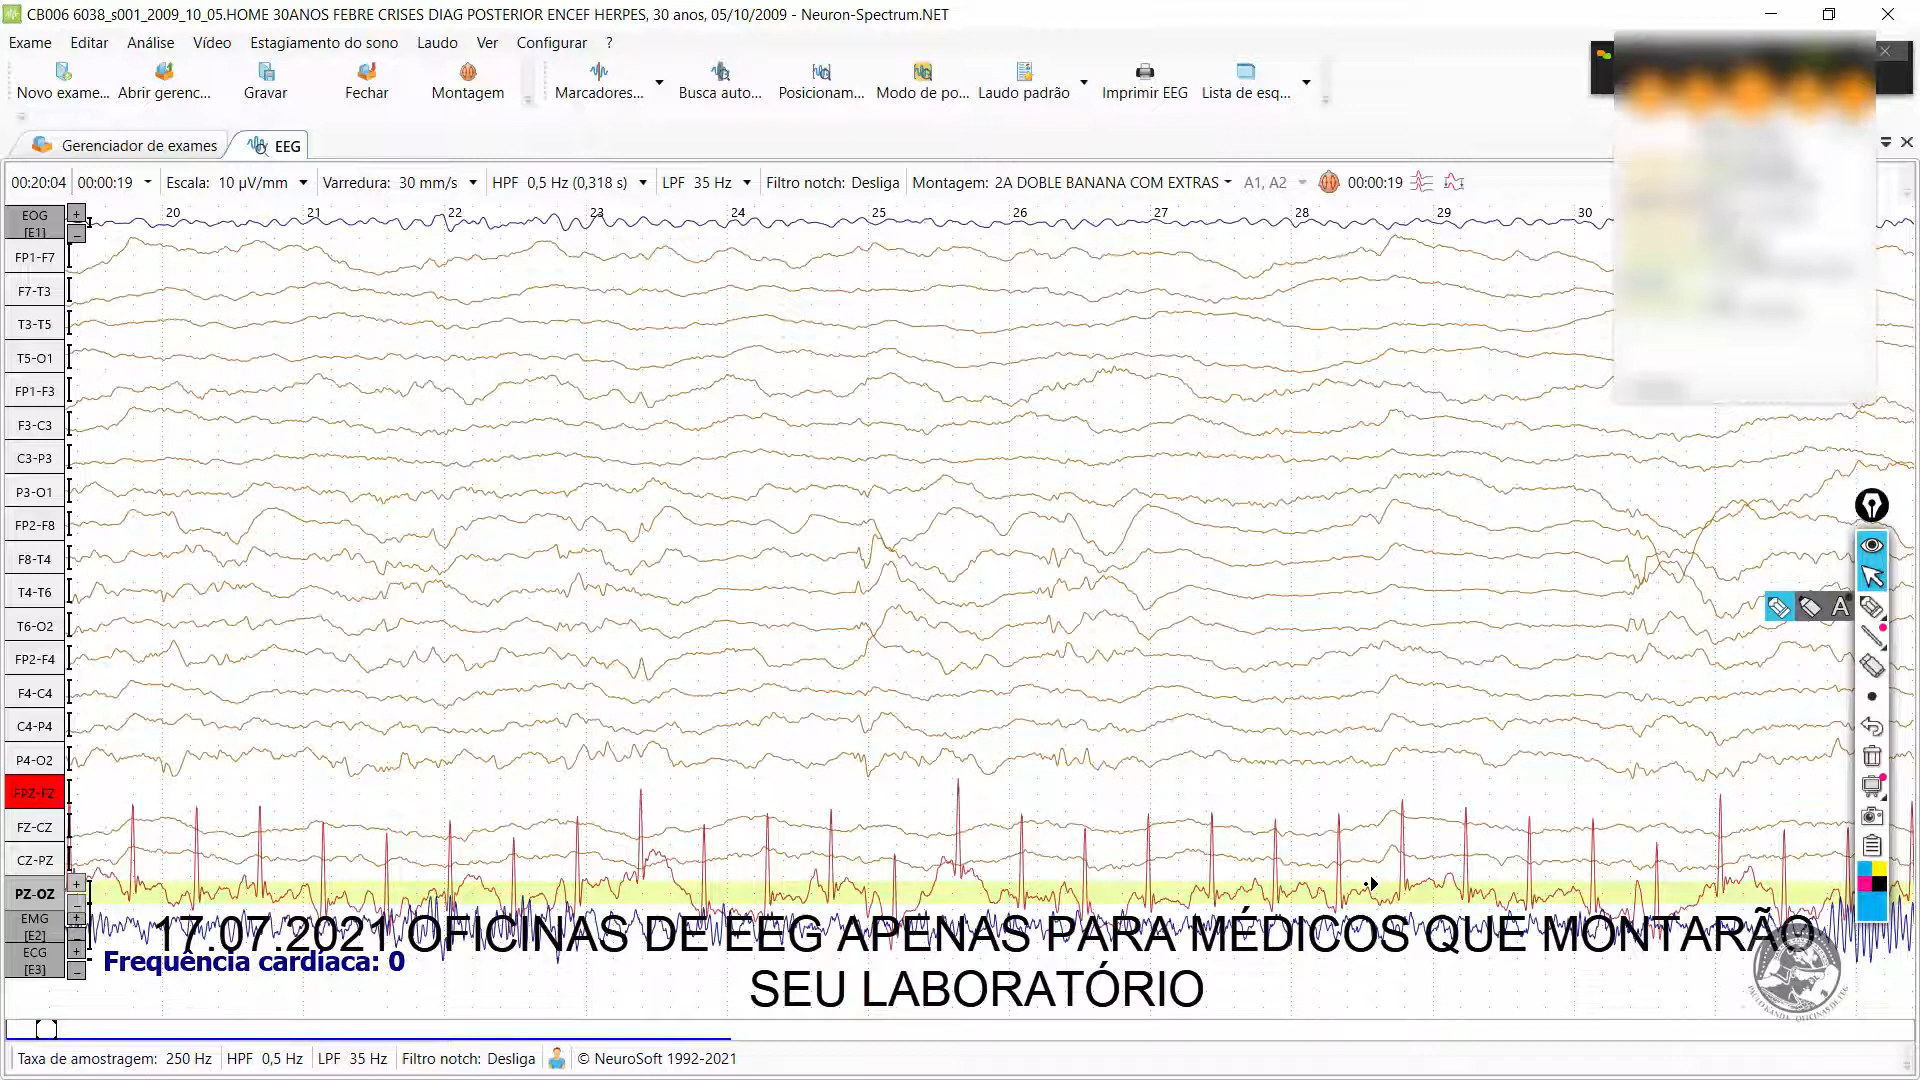 CB006 6038_s001_2009_10_05.HOME 30ANOS FEBRE CRISES DIAG POSTERIOR ENCEF HERPES, 30 anos, 05/10/2009 - Neuron-Spectrum.NET
Exame Editar Análise Vídeo Estagiamento do sono Laudo Ver Configurar ?
Novo exame... Abrir gerenc... Gravar Fechar Montagem Marcadores... Busca auto... Posicionam... Modo de po... Laudo padrão Imprimir EEG Lista de esq...
Gerenciador de exames EEG
00:20:04 00:00:19 Escala: 10 µV/mm Varredura: 30 mm/s HPF 0,5 Hz (0,318 s) LPF 35 Hz Filtro notch: Desliga Montagem: 2A DOBLE BANANA COM EXTRAS A1, A2 00:00:19
20 21 22 23 24 25 26 27 28 29 30
EOG
[E1]
FP1-F7
F7-T3
T3-T5
T5-O1
FP1-F3
F3-C3
C3-P3
P3-O1
FP2-F8
F8-T4
T4-T6
A
T6-O2
FP2-F4
F4-C4
C4-P4
P4-O2
FPZ-FZ
FZ-CZ
CZ-PZ
PZ-OZ
EMG
[E2]
ECG
[E3]
17.07.2021 OFICINAS DE EEG APENAS PARA MÉDICOS QUE MONTARÃO
Frequência cardíaca: 0
SEU LABORATÓRIO
Taxa de amostragem: 250 Hz HPF 0,5 Hz LPF 35 Hz Filtro notch: Desliga © NeuroSoft 1992-2021